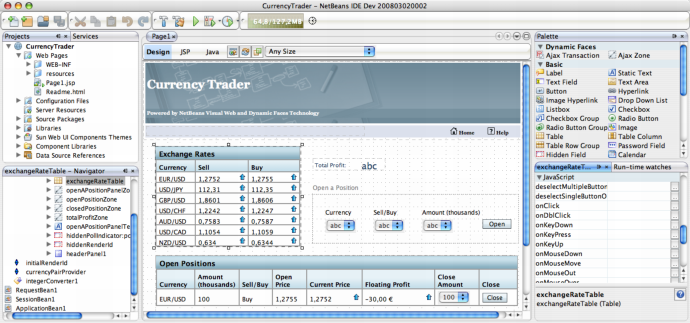 CurrencyTrader – NetBeans IDE Dev 200803020002
64,8/127,2MB
Projects
Services
CurrencyTrader
Web Pages
WEB-INF
resources
Page1.jsp
Readme.html
Configuration Files
Server Resources
Source Packages
Libraries
Sun Web UI Components Themes
Component Libraries
Data Source References
exchangeRateTable – Navigator
exchangeRateTable
openAPositionPanelZo
openPositionZone
closedPositionZone
totalProfitZone
openAPositionPanelTe
hiddenPollIndicator:pc
hiddenRenderId
headerPanel1
initialRenderId
currencyPairProvider
integerConverter1
RequestBean1
SessionBean1
ApplicationBean1
Page1
Design JSP Java Any Size
Currency Trader
Powered by NetBeans Visual Web and Dynamic Faces Technology
Home ? Help
Exchange Rates
Currency Sell Buy
EUR/USD 1,2752 1,2755
USD/JPY 112,31 112,35
GBP/USD 1,8601 1,8606
USD/CHF 1,2242 1,2247
AUD/USD 0,7583 0,7587
USD/CAD 1,1054 1,1059
NZD/USD 0,634 0,6344
Total Profit: abc
Open a Position
Currency Sell/Buy Amount (thousands)
abc abc abc Open
Open Positions
Currency Amount (thousands) Sell/Buy Open Price Current Price Floating Profit Close Amount Close
EUR/USD 100 Buy 1,2755 1,2752 –30,00 € 100 Close
Palette
Dynamic Faces
Ajax Transaction Ajax Zone
Basic
Label Static Text
Text Field Text Area
Button Hyperlink
Image Hyperlink Drop Down List
Listbox Checkbox
Checkbox Group Radio Button
Radio Button Group Image
Table Table Column
Table Row Group Password Field
Hidden Field Calendar
exchangeRateT...
Run-time watches
JavaScript
deselectMultipleButtonO
deselectSingleButtonO
onClick
onDblClick
onKeyDown
onKeyPress
onKeyUp
onMouseDown
onMouseMove
onMouseOut
onMouseOver
exchangeRateTable
exchangeRateTable (Table)